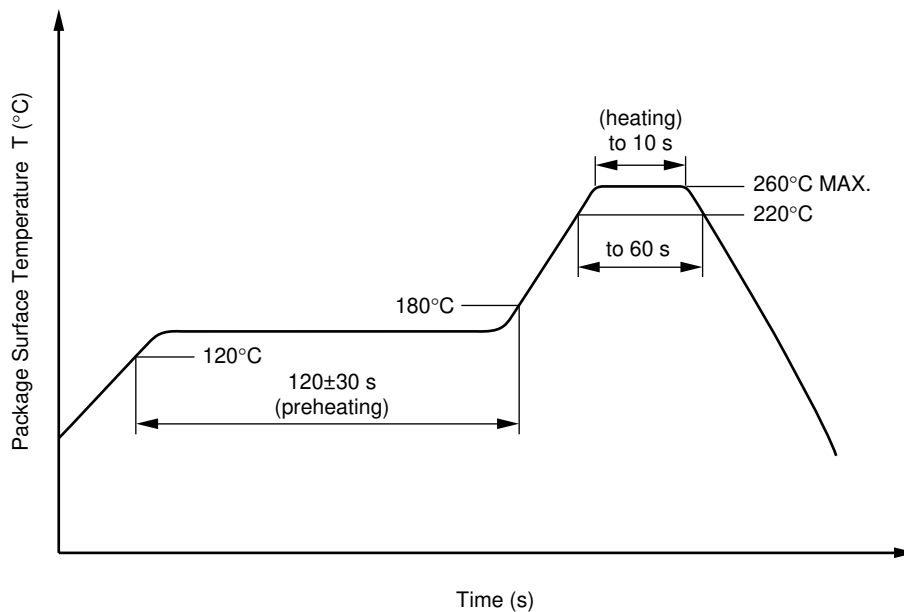 (heating)
to 10 s
260°C MAX.
220°C
to 60 s
180°C
120°C
120±30 s
(preheating)
Package Surface Temperature T (°C)
Time (s)